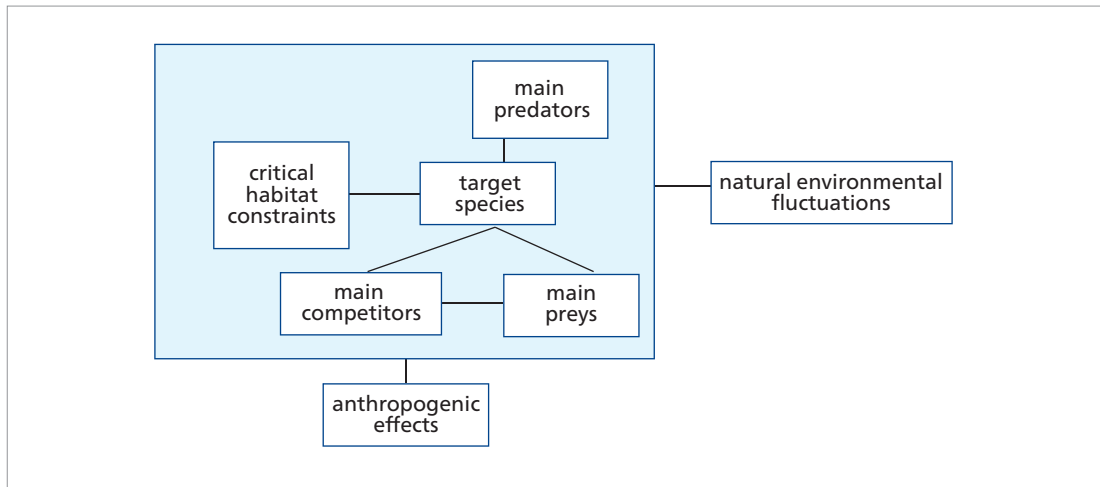 main
predators
critical
habitat
constraints
target
species
natural environmental
fluctuations
main
competitors
main
preys
anthropogenic
effects